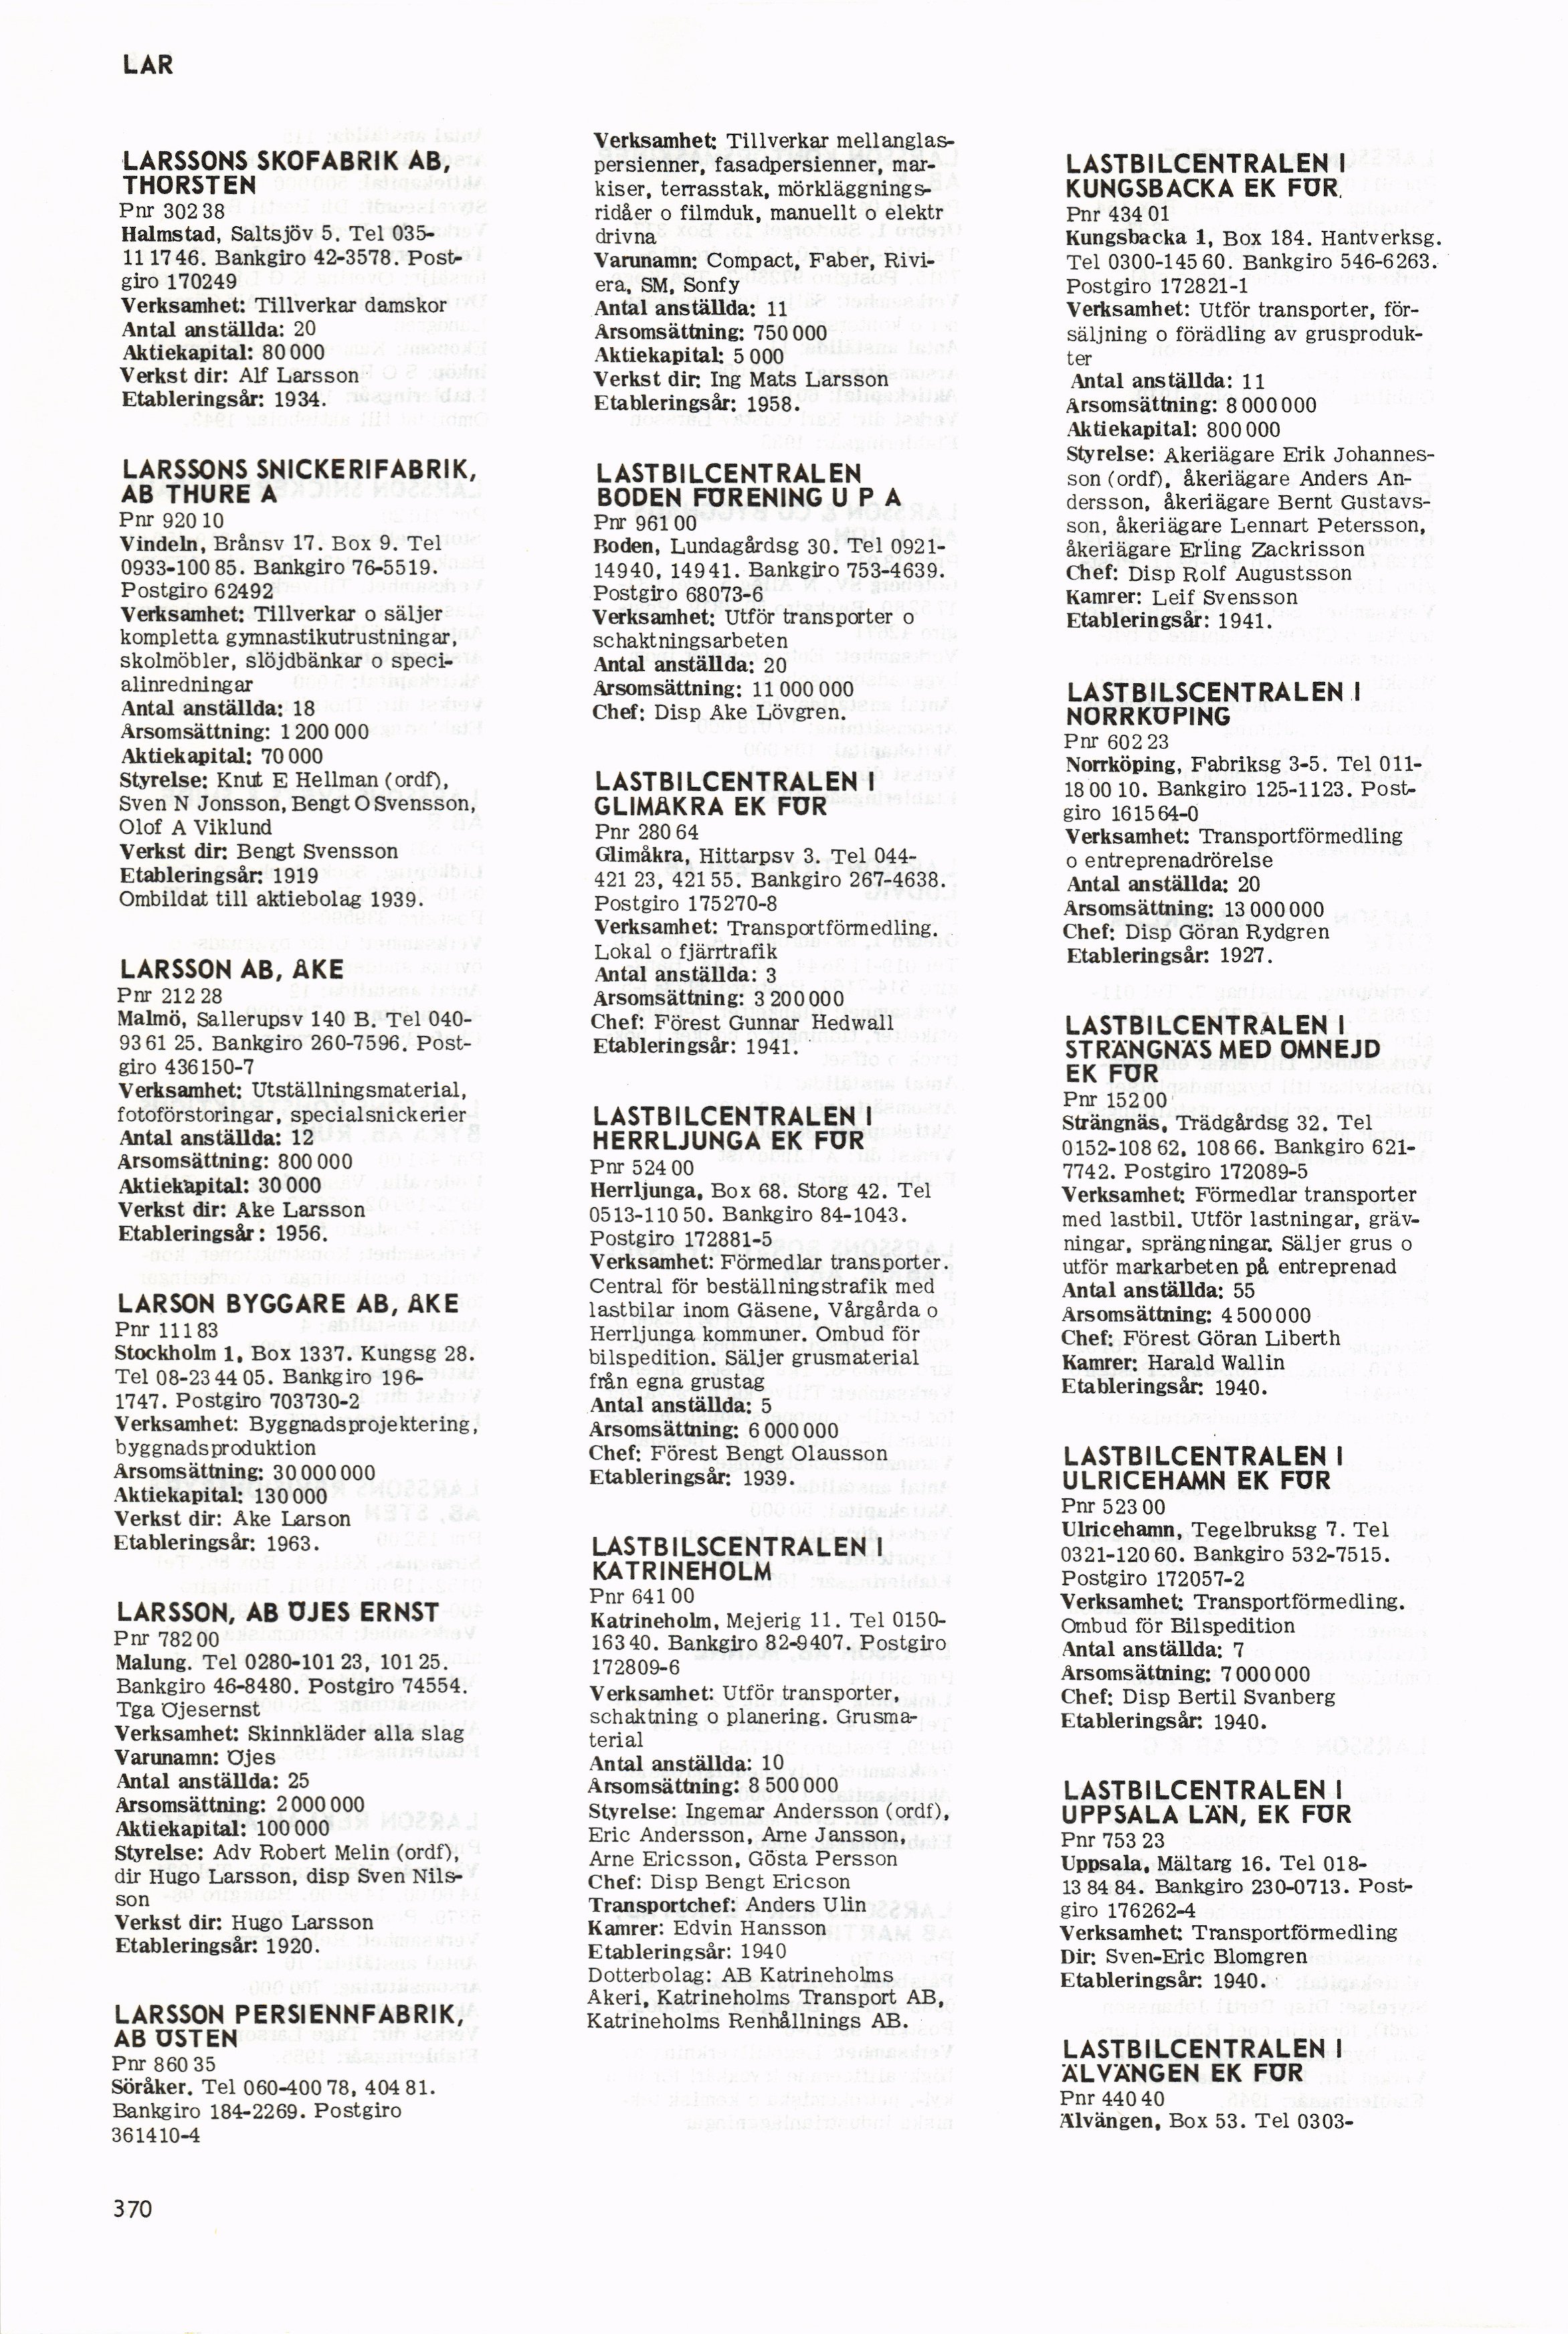 LAR
LARSSONS SKOFABRIK AB,
THORSTEN
Pnr 302 38
Halmstad, Saltsjöv 5. Tel 035-
11 17 46. Bankgiro 42-3578. Post-
giro 170249
Verksamhet: Tillverkar damskor
Antal anställda: 20
Aktiekapital: 80 000
Verkst dir: Alf Larsson
Etableringsår: 1934.
LARSSONS SNICKERIFABRIK,
AB THURE A
Pnr 920 10
Vindeln, Brånsv 17. Box 9. Tel
0933-100 85. Bankgiro 76-5519.
Postgiro 62492
Verksamhet: Tillverkar o säljer
kompletta gymnastikutrustningar,
skolmöbler, slöjdbänkar o speci-
alinredningar
Antal anställda: 18
Årsomsättning: 1 200 000
Aktiekapital: 70 000
Styrelse: Knut E Hellman (ordf),
Sven N Jonsson, Bengt O Svensson,
Olof A Viklund
Verkst dir: Bengt Svensson
Etableringsår: 1919
Ombildat till aktiebolag 1939.
LARSSON AB, ÅKE
Pnr 212 28
Malmö, Sallerupsv 140 B. Tel 040-
93 61 25. Bankgiro 260-7596. Post-
giro 436150-7
Verksamhet: Utställningsmaterial,
fotoförstoringar, specialsnickerier
Antal anställda: 12
Årsomsättning: 800 000
Aktiekapital: 30 000
Verkst dir: Åke Larsson
Etableringsår: 1956.
LARSON BYGGARE AB, ÅKE
Pnr 111 83
Stockholm 1, Box 1337. Kungsg 28.
Tel 08-23 44 05. Bankgiro 196-
1747. Postgiro 703730-2
Verksamhet: Byggnadsprojektering,
byggnadsproduktion
Årsomsättning: 30 000 000
Aktiekapital: 130 000
Verkst dir: Åke Larson
Etableringsår: 1963.
LARSSON, AB ÖJES ERNST
Pnr 782 00
Malung. Tel 0280-101 23, 101 25.
Bankgiro 46-8480. Postgiro 74554.
Tga Öjesernst
Verksamhet: Skinnkläder alla slag
Varunamn: Öjes
Antal anställda: 25
Årsomsättning: 2 000 000
Aktiekapital: 100 000
Styrelse: Adv Robert Melin (ordf),
dir Hugo Larsson, disp Sven Nils-
son
Verkst dir: Hugo Larsson
Etableringsår: 1920.
LARSSON PERSIENNFABRIK,
AB ÖSTEN
Pnr 860 35
Söråker. Tel 060-400 78, 404 81.
Bankgiro 184-2269. Postgiro
361410-4
370
Verksamhet: Tillverkar mellanglas-
persienner, fasadpersienner, mar-
kiser, terrasstak, mörkläggnings-
ridåer o filmduk, manuellt o elektr
drivna
Varunamn: Compact, Faber, Rivi-
era, SM, Sonfy
Antal anställda: 11
Årsomsättning: 750 000
Aktiekapital: 5 000
Verkst dir: Ing Mats Larsson
Etableringsår: 1958.
LASTBILCENTRALEN
BODEN FÖRENING U P A
Pnr 961 00
Boden, Lundagårdsg 30. Tel 0921-
14940, 14941. Bankgiro 753-4639.
Postgiro 68073-6
Verksamhet: Utför transporter o
schaktningsarbeten
Antal anställda: 20
Årsomsättning: 11 000 000
Chef: Disp Åke Lövgren.
LASTBILCENTRALEN I
GLIMÅKRA EK FÖR
Pnr 280 64
Glimåkra, Hittarpsv 3. Tel 044-
421 23, 421 55. Bankgiro 267-4638.
Postgiro 175270-8
Verksamhet: Transportförmedling.
Lokal o fjärrtrafik
Antal anställda: 3
Årsomsättning: 3 200 000
Chef: Förest Gunnar Hedwall
Etableringsår: 1941.
LASTBILCENTRALEN I
HERRLJUNGA EK FÖR
Pnr 524 00
Herrljunga, Box 68. Storg 42. Tel
0513-110 50. Bankgiro 84-1043.
Postgiro 172881-5
Verksamhet: Förmedlar transporter.
Central för beställningstrafik med
lastbilar inom Gäsene, Vårgårda o
Herrljunga kommuner. Ombud för
bilspedition. Säljer grusmaterial
från egna grustag
Antal anställda: 5
Årsomsättning: 6 000 000
Chef: Förest Bengt Olausson
Etableringsår: 1939.
LASTBILSCENTRALEN I
KATRINEHOLM
Pnr 641 00
Katrineholm, Mejerig 11. Tel 0150-
163 40. Bankgiro 82-9407. Postgiro
172809-6
Verksamhet: Utför transporter,
schaktning o planering. Grusma-
terial
Antal anställda: 10
Årsomsättning: 8 500 000
Styrelse: Ingemar Andersson (ordf),
Eric Andersson, Arne Jansson,
Arne Ericsson, Gösta Persson
Chef: Disp Bengt Ericson
Transportchef: Anders Ulin
Kamrer: Edvin Hansson
Etableringsår: 1940
Dotterbolag: AB Katrineholms
Åkeri, Katrineholms Transport AB,
Katrineholms Renhållnings AB.
LASTBILCENTRALEN I
KUNGSBACKA EK FÖR
Pnr 434 01
Kungsbacka 1, Box 184. Hantverksg.
Tel 0300-145 60. Bankgiro 546-6263.
Postgiro 172821-1
Verksamhet: Utför transporter, för-
säljning o förädling av grusproduk-
ter
Antal anställda: 11
Årsomsättning: 8 000 000
Aktiekapital: 800 000
Styrelse: Åkeriägare Erik Johannes-
son (ordf), åkeriägare Anders An-
dersson, åkeriägare Bernt Gustavs-
son, åkeriägare Lennart Petersson,
åkeriägare Erling Zackrisson
Chef: Disp Rolf Augustsson
Kamrer: Leif Svensson
Etableringsår: 1941.
LASTBILSCENTRALEN I
NORRKÖPING
Pnr 602 23
Norrköping, Fabriksg 3-5. Tel 011-
18 00 10. Bankgiro 125-1123. Post-
giro 161564-0
Verksamhet: Transportförmedling
o entreprenadrörelse
Antal anställda: 20
Årsomsättning: 13 000 000
Chef: Disp Göran Rydgren
Etableringsår: 1927.
LASTBILCENTRALEN I
STRÄNGNÄS MED OMNEJD
EK FÖR
Pnr 152 00
Strängnäs, Trädgårdsg 32. Tel
0152-108 62, 108 66. Bankgiro 621-
7742. Postgiro 172089-5
Verksamhet: Förmedlar transporter
med lastbil. Utför lastningar, gräv-
ningar, sprängningar. Säljer grus o
utför markarbeten på entreprenad
Antal anställda: 55
Årsomsättning: 4 500 000
Chef: Förest Göran Liberth
Kamrer: Harald Wallin
Etableringsår: 1940.
LASTBILCENTRALEN I
ULRICEHAMN EK FÖR
Pnr 523 00
Ulricehamn, Tegelbruksg 7. Tel
0321-120 60. Bankgiro 532-7515.
Postgiro 172057-2
Verksamhet: Transportförmedling.
Ombud för Bilspedition
Antal anställda: 7
Årsomsättning: 7 000 000
Chef: Disp Bertil Svanberg
Etableringsår: 1940.
LASTBILCENTRALEN I
UPPSALA LÄN, EK FÖR
Pnr 753 23
Uppsala, Mältarg 16. Tel 018-
13 84 84. Bankgiro 230-0713. Post-
giro 176262-4
Verksamhet: Transportförmedling
Dir: Sven-Eric Blomgren
Etableringsår: 1940.
LASTBILCENTRALEN I
ÄLVÄNGEN EK FÖR
Pnr 440 40
Älvängen, Box 53. Tel 0303-